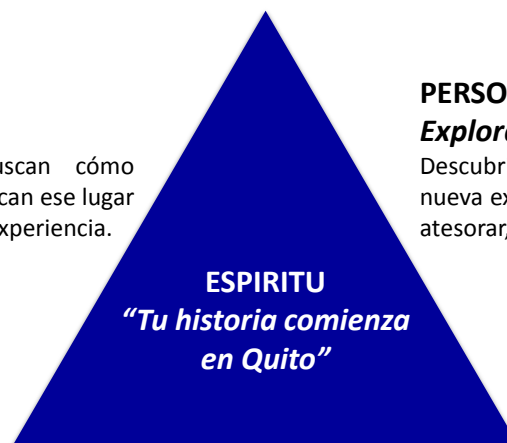 uscan cómo
can ese lugar
xperiencia.
PERSO
Explor
Descubr
nueva ex
atesorar,
ESPIRITU
“Tu historia comienza
en Quito”